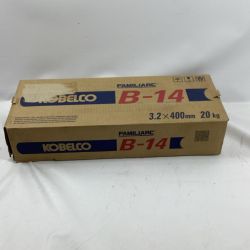 FAMILIARC
KOBELCO B-14
3.2×400mm 20kg
FAMILIARC
KOBELCO B-14